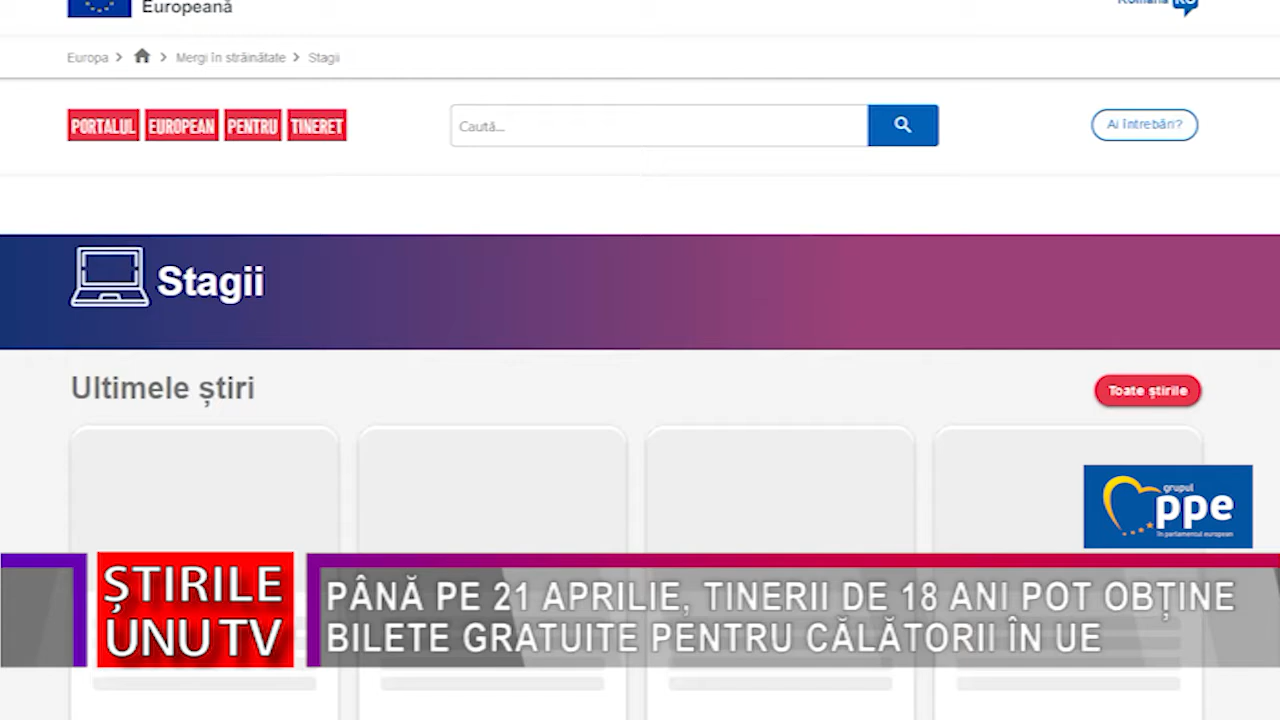 Europeană
Română RO
Europa > > Mergi în străinătate > Stagii
PORTALUL EUROPEAN PENTRU TINERET
Caută...
Ai întrebări?
Stagii
Ultimele știri
Toate știrile
grupul
ppe
în parlamentul european
ȘTIRILE
UNU TV
PÂNĂ PE 21 APRILIE, TINERII DE 18 ANI POT OBȚINE
BILETE GRATUITE PENTRU CĂLĂTORII ÎN UE